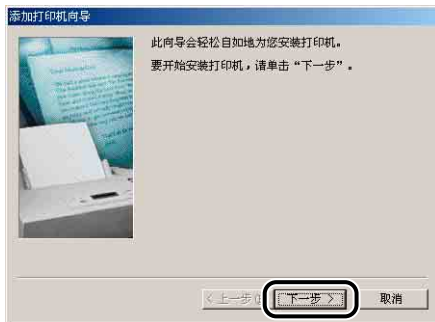 添加打印机向导
此向导会轻松自如地为您安装打印机。
要开始安装打印机，请单击“下一步”。
< 上一步
下一步 >
取消